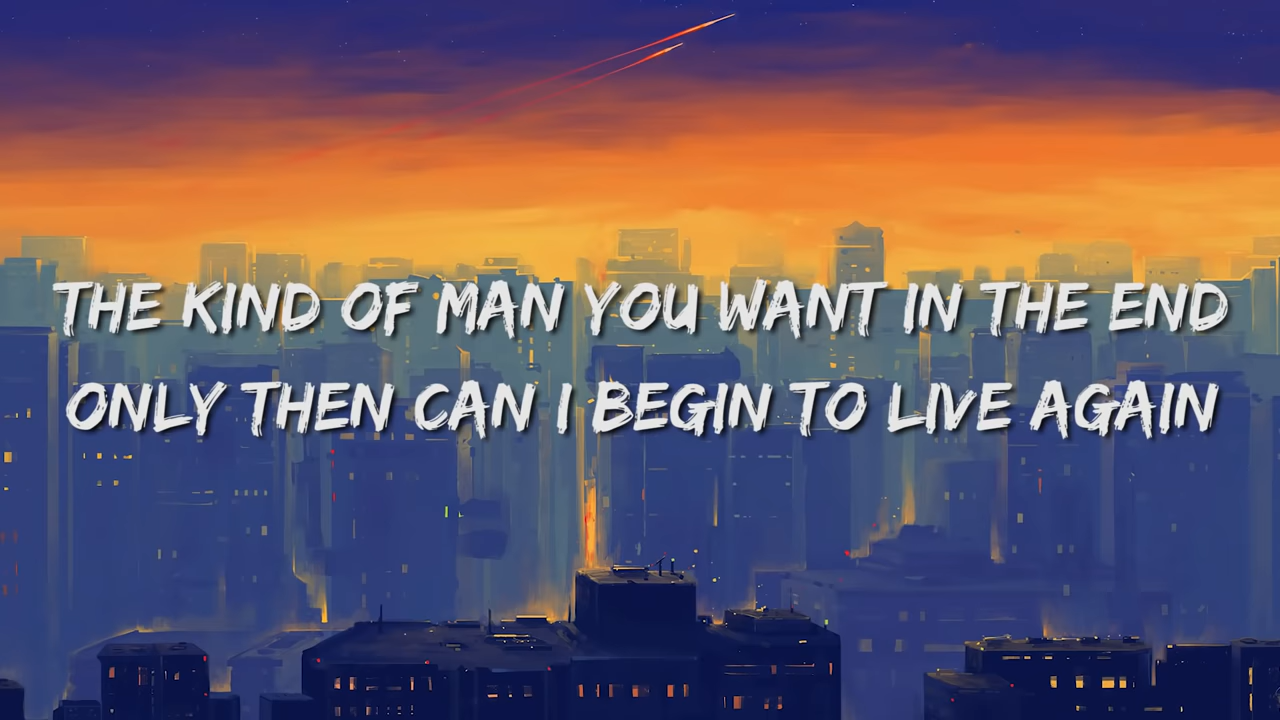 THE KIND OF MAN YOU WANT IN THE END
ONLY THEN CAN I BEGIN TO LIVE AGAIN